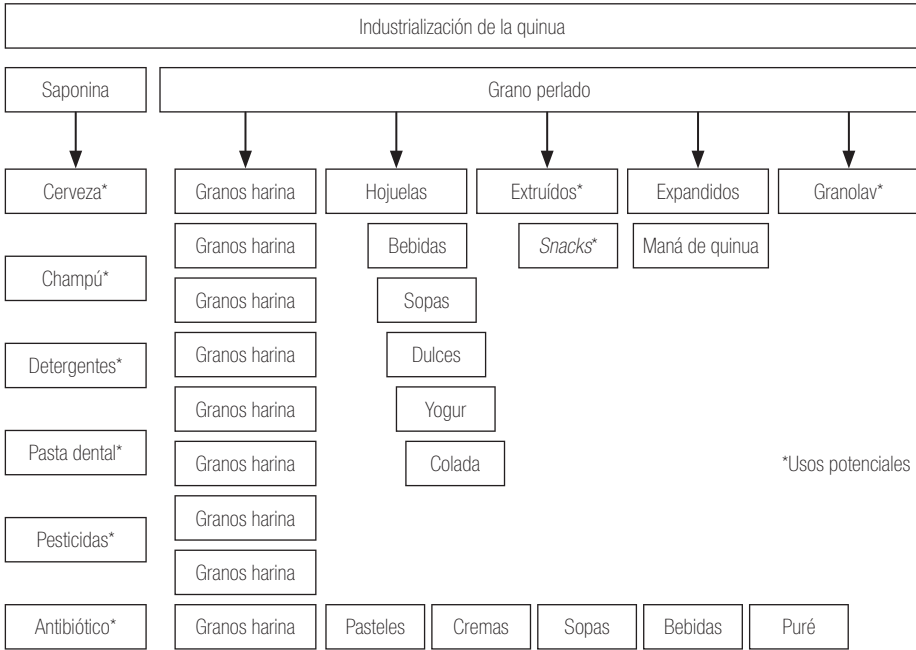 Industrialización de la quinua
Saponina
Grano perlado
Cerveza*
Granos harina
Hojuelas
Extruídos*
Expandidos
Granolav*
Granos harina
Bebidas
Snacks*
Maná de quinua
Champú*
Granos harina
Sopas
Detergentes*
Granos harina
Dulces
Granos harina
Yogur
Pasta dental*
Granos harina
Colada
*Usos potenciales
Pesticidas*
Granos harina
Granos harina
Antibiótico*
Granos harina
Pasteles
Cremas
Sopas
Bebidas
Puré